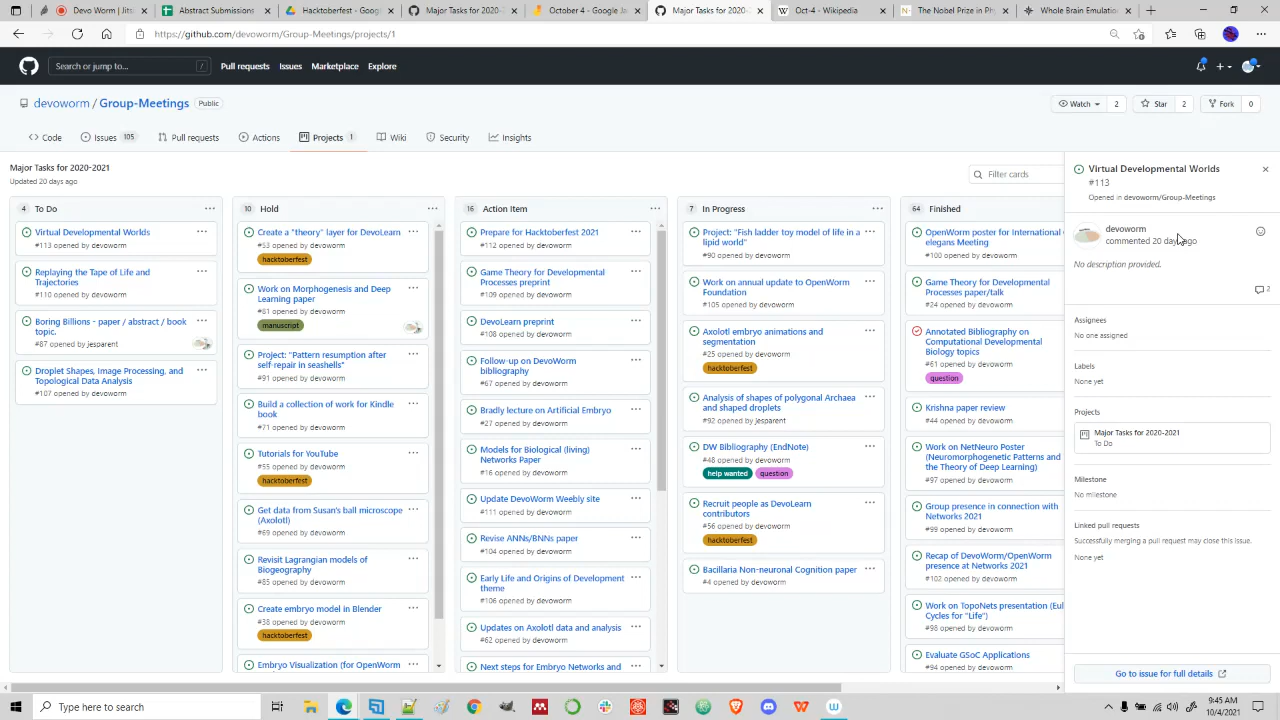 Review Dow | Jitsi
Abstract Submissions
October 4 - Google
Major Tasks for 2020-
October 4 - Google Jam
Major Tasks for 2020-
Oct-4 - Wikipedia
The Nobel Prize in Ph
Whole Brain Emulation
https://github.com/devoworm/Group-Meetings/projects/1
Search or jump to...
/
Pull requests
Issues
Marketplace
Explore
devoworm / Group-Meetings
Public
Watch
2
Star
2
Fork
0
Code
Issues 105
Pull requests
Actions
Projects 1
Wiki
Security
Insights
Major Tasks for 2020-2021
Updated 20 days ago
Filter cards
4 To Do
Virtual Developmental Worlds
#113 opened by devoworm
Replaying the Tape of Life and
Trajectories
#110 opened by devoworm
Boring Billions - paper / abstract / book
topic.
#87 opened by jesparent
Droplet Shapes, Image Processing, and
Topological Data Analysis
#107 opened by devoworm
10 Hold
Create a "theory" layer for DevoLearn
#53 opened by devoworm
hacktoberfest
Work on Morphogenesis and Deep
Learning paper
#81 opened by devoworm
manuscript
Project: "Pattern resumption after
self-repair in seashells"
#91 opened by devoworm
Build a collection of work for Kindle
book
#71 opened by devoworm
Tutorials for YouTube
#55 opened by devoworm
hacktoberfest
Get data from Susan's ball microscope
(Axolotl)
#69 opened by devoworm
Revisit Lagrangian models of
Biogeography
#85 opened by devoworm
Create embryo model in Blender
#38 opened by devoworm
hacktoberfest
Embryo Visualization (for OpenWorm
16 Action Item
Prepare for Hacktoberfest 2021
#112 opened by devoworm
Game Theory for Developmental
Processes preprint
#109 opened by devoworm
DevoLearn preprint
#108 opened by devoworm
Follow-up on DevoWorm
bibliography
#67 opened by devoworm
Bradly lecture on Artificial Embryo
#27 opened by devoworm
Models for Biological (living)
Networks Paper
#16 opened by devoworm
Update DevoWorm Weebly site
#111 opened by devoworm
Revise ANNs/BNNs paper
#104 opened by devoworm
Early Life and Origins of Development
theme
#106 opened by devoworm
Updates on Axolotl data and analysis
#62 opened by devoworm
Next steps for Embryo Networks and
7 In Progress
Project: "Fish ladder toy model of life in a
lipid world"
#90 opened by devoworm
Work on annual update to OpenWorm
Foundation
#105 opened by devoworm
Axolotl embryo animations and
segmentation
#25 opened by devoworm
hacktoberfest
Analysis of shapes of polygonal Archaea
and shaped droplets
#92 opened by jesparent
DW Bibliography (EndNote)
#48 opened by devoworm
help wanted question
Recruit people as DevoLearn
contributors
#56 opened by devoworm
hacktoberfest
Bacillaria Non-neuronal Cognition paper
#4 opened by devoworm
64 Finished
OpenWorm poster for International C
elegans Meeting
#100 opened by devoworm
Game Theory for Developmental
Processes paper/talk
#24 opened by devoworm
Annotated Bibliography on
Computational Developmental
Biology topics
#61 opened by devoworm
question
Krishna paper review
#44 opened by devoworm
Work on NetNeuro Poster
(Neuromorphogenetic Patterns and
the Theory of Deep Learning)
#97 opened by devoworm
Group presence in connection with
Networks 2021
#99 opened by devoworm
Recap of DevoWorm/OpenWorm
presence at Networks 2021
#102 opened by devoworm
Work on TopoNets presentation (Eul
Cycles for "Life")
#98 opened by devoworm
Evaluate GSoC Applications
#94 opened by devoworm
Virtual Developmental Worlds
#113
Opened in devoworm/Group-Meetings
devoworm
commented 20 days ago
No description provided.
2
Assignees
No one assigned
Labels
None yet
Projects
Major Tasks for 2020-2021
To Do
Milestone
No milestone
Linked pull requests
Successfully merging a pull request may close this issue.
None yet
Go to issue for full details
Type here to search
9:45 AM
10/4/2021